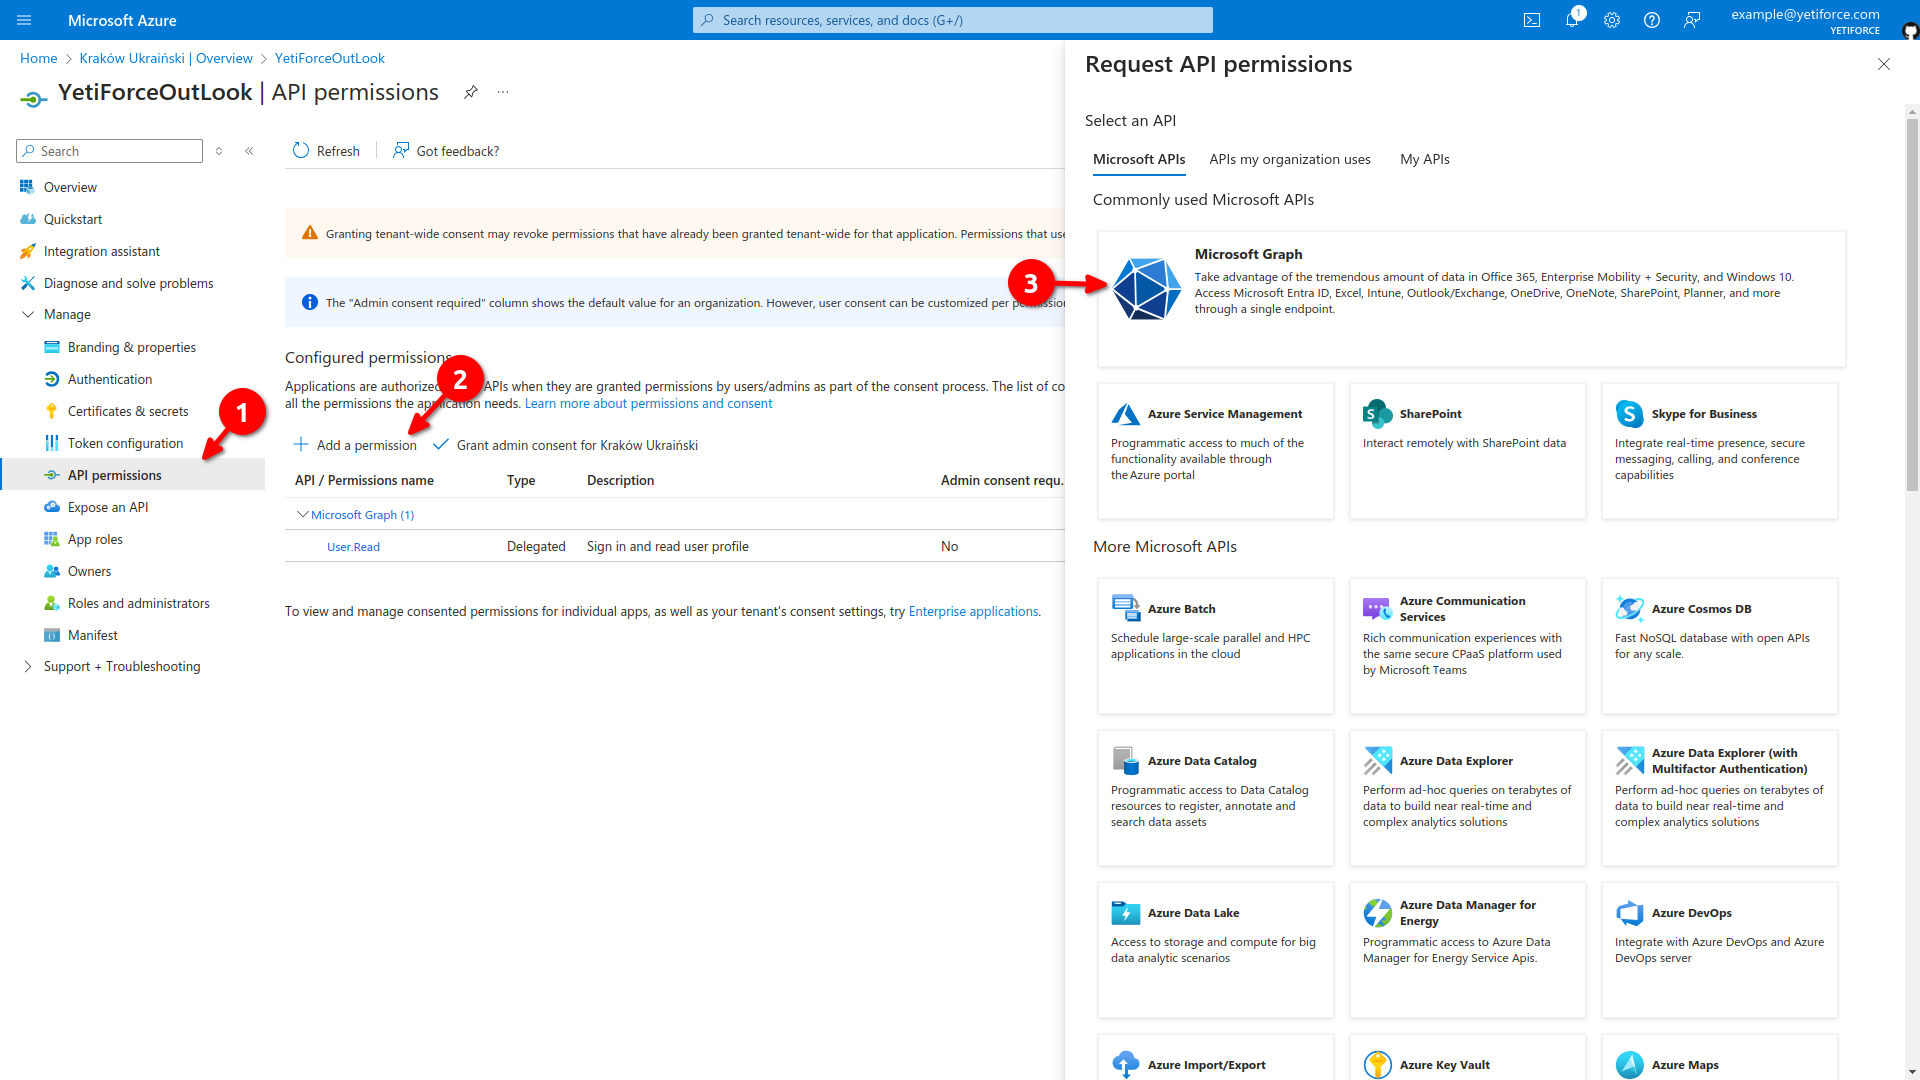 Microsoft Azure
Search resources, services, and docs (G+/)
1
example@yetiforce.com
YETIFORCE
Home
Kraków Ukraiński | Overview
YetiForceOutLook
YetiForceOutLook | API permissions
...
Search
Overview
Quickstart
Integration assistant
Diagnose and solve problems
Manage
Branding & properties
Authentication
Certificates & secrets
Token configuration
API permissions
Expose an API
App roles
Owners
Roles and administrators
Manifest
Support + Troubleshooting
1
Refresh
Got feedback?
Granting tenant-wide consent may revoke permissions that have already been granted tenant-wide for that application. Permissions that use
The "Admin consent required" column shows the default value for an organization. However, user consent can be customized per permission
Configured permissions
Applications are authorized APIs when they are granted permissions by users/admins as part of the consent process. The list of co
all the permissions the application needs. Learn more about permissions and consent
2
Add a permission
Grant admin consent for Kraków Ukraiński
API / Permissions name
Type
Description
Admin consent requ...
Microsoft Graph (1)
User.Read
Delegated
Sign in and read user profile
No
To view and manage consented permissions for individual apps, as well as your tenant's consent settings, try Enterprise applications.
Request API permissions
Select an API
Microsoft APIs
APIs my organization uses
My APIs
Commonly used Microsoft APIs
3
Microsoft Graph
Take advantage of the tremendous amount of data in Office 365, Enterprise Mobility + Security, and Windows 10.
Access Microsoft Entra ID, Excel, Intune, Outlook/Exchange, OneDrive, OneNote, SharePoint, Planner, and more
through a single endpoint.
Azure Service Management
Programmatic access to much of the
functionality available through
the Azure portal
SharePoint
Interact remotely with SharePoint data
Skype for Business
Integrate real-time presence, secure
messaging, calling, and conference
capabilities
More Microsoft APIs
Azure Batch
Schedule large-scale parallel and HPC
applications in the cloud
Azure Communication
Services
Rich communication experiences with
the same secure CPaaS platform used
by Microsoft Teams
Azure Cosmos DB
Fast NoSQL database with open APIs
for any scale.
Azure Data Catalog
Programmatic access to Data Catalog
resources to register, annotate and
search data assets
Azure Data Explorer
Perform ad-hoc queries on terabytes of
data to build near real-time and
complex analytics solutions
Azure Data Explorer (with
Multifactor Authentication)
Perform ad-hoc queries on terabytes of
data to build near real-time and
complex analytics solutions
Azure Data Lake
Access to storage and compute for big
data analytic scenarios
Azure Data Manager for
Energy
Programmatic access to Azure Data
Manager for Energy Service Apis.
Azure DevOps
Integrate with Azure DevOps and Azure
DevOps server
Azure Import/Export
Azure Key Vault
Azure Maps